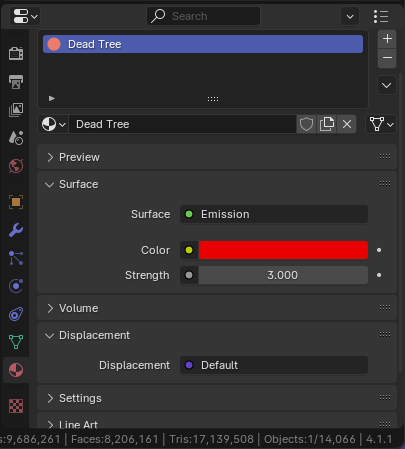 Search
Dead Tree
Dead Tree
Preview
Surface
Surface Emission
Color
Strength 3.000
Volume
Displacement
Displacement Default
Settings
Line Art
s:9,686,261 | Faces:8,206,161 | Tris:17,139,508 | Objects:1/14,066 | 4.1.1